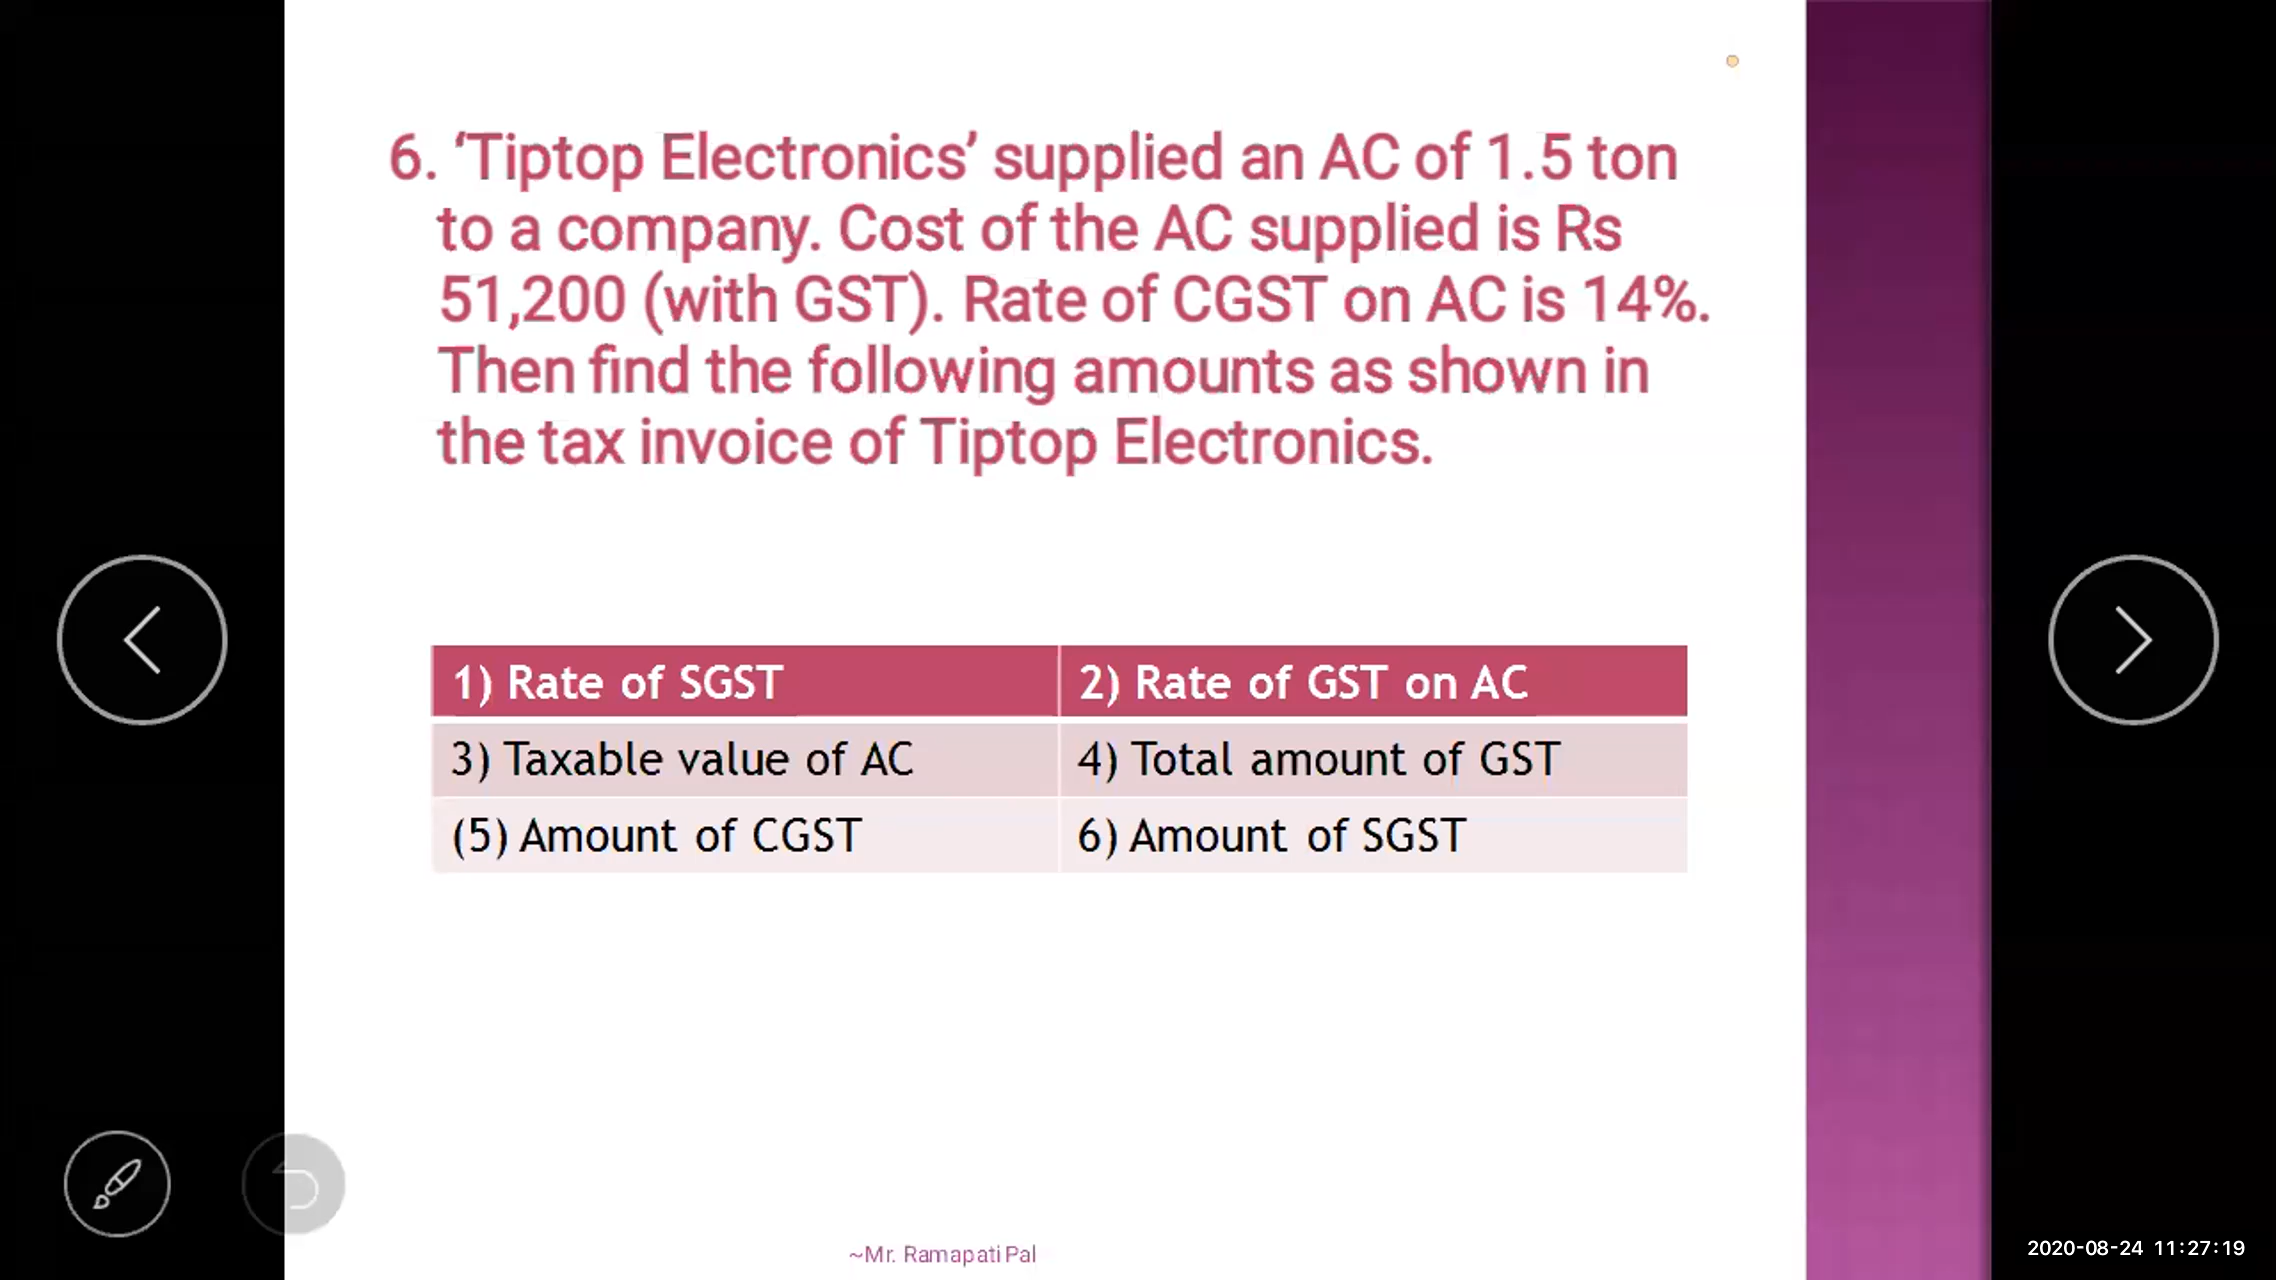 6. ‘Tiptop Electronics’ supplied an AC of 1.5 ton
to a company. Cost of the AC supplied is Rs
51,200 (with GST). Rate of CGST on AC is 14%.
Then find the following amounts as shown in
the tax invoice of Tiptop Electronics.
1) Rate of SGST 2) Rate of GST on AC
3) Taxable value of AC 4) Total amount of GST
(5) Amount of CGST 6) Amount of SGST
~Mr. Ramapati Pal
2020-08-24 11:27:19